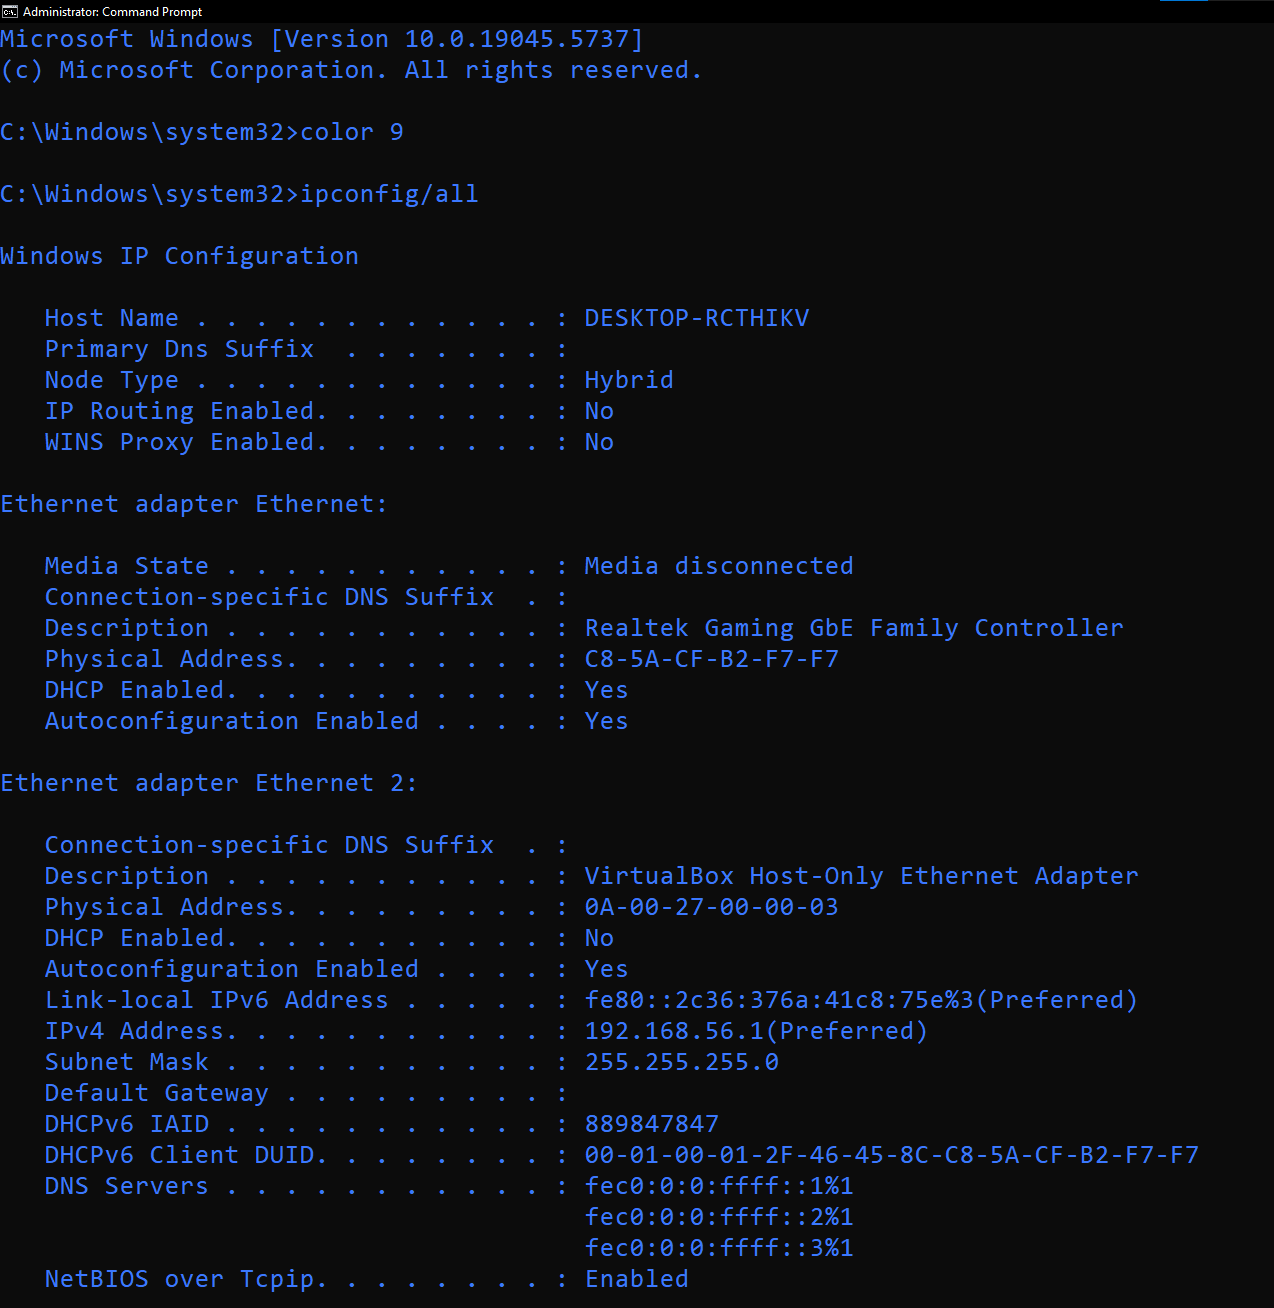 Administrator: Command Prompt
Microsoft Windows [Version 10.0.19045.5737]
(c) Microsoft Corporation. All rights reserved.
C:\Windows\system32>color 9
C:\Windows\system32>ipconfig/all
Windows IP Configuration
   Host Name . . . . . . . . . . . . : DESKTOP-RCTHIKV
   Primary Dns Suffix  . . . . . . . :
   Node Type . . . . . . . . . . . . : Hybrid
   IP Routing Enabled. . . . . . . . : No
   WINS Proxy Enabled. . . . . . . . : No
Ethernet adapter Ethernet:
   Media State . . . . . . . . . . . : Media disconnected
   Connection-specific DNS Suffix  . :
   Description . . . . . . . . . . . : Realtek Gaming GbE Family Controller
   Physical Address. . . . . . . . . : C8-5A-CF-B2-F7-F7
   DHCP Enabled. . . . . . . . . . . : Yes
   Autoconfiguration Enabled . . . . : Yes
Ethernet adapter Ethernet 2:
   Connection-specific DNS Suffix  . :
   Description . . . . . . . . . . . : VirtualBox Host-Only Ethernet Adapter
   Physical Address. . . . . . . . . : 0A-00-27-00-00-03
   DHCP Enabled. . . . . . . . . . . : No
   Autoconfiguration Enabled . . . . : Yes
   Link-local IPv6 Address . . . . . : fe80::2c36:376a:41c8:75e%3(Preferred)
   IPv4 Address. . . . . . . . . . . : 192.168.56.1(Preferred)
   Subnet Mask . . . . . . . . . . . : 255.255.255.0
   Default Gateway . . . . . . . . . :
   DHCPv6 IAID . . . . . . . . . . . : 889847847
   DHCPv6 Client DUID. . . . . . . . : 00-01-00-01-2F-46-45-8C-C8-5A-CF-B2-F7-F7
   DNS Servers . . . . . . . . . . . : fec0:0:0:ffff::1%1
                                       fec0:0:0:ffff::2%1
                                       fec0:0:0:ffff::3%1
   NetBIOS over Tcpip. . . . . . . . : Enabled